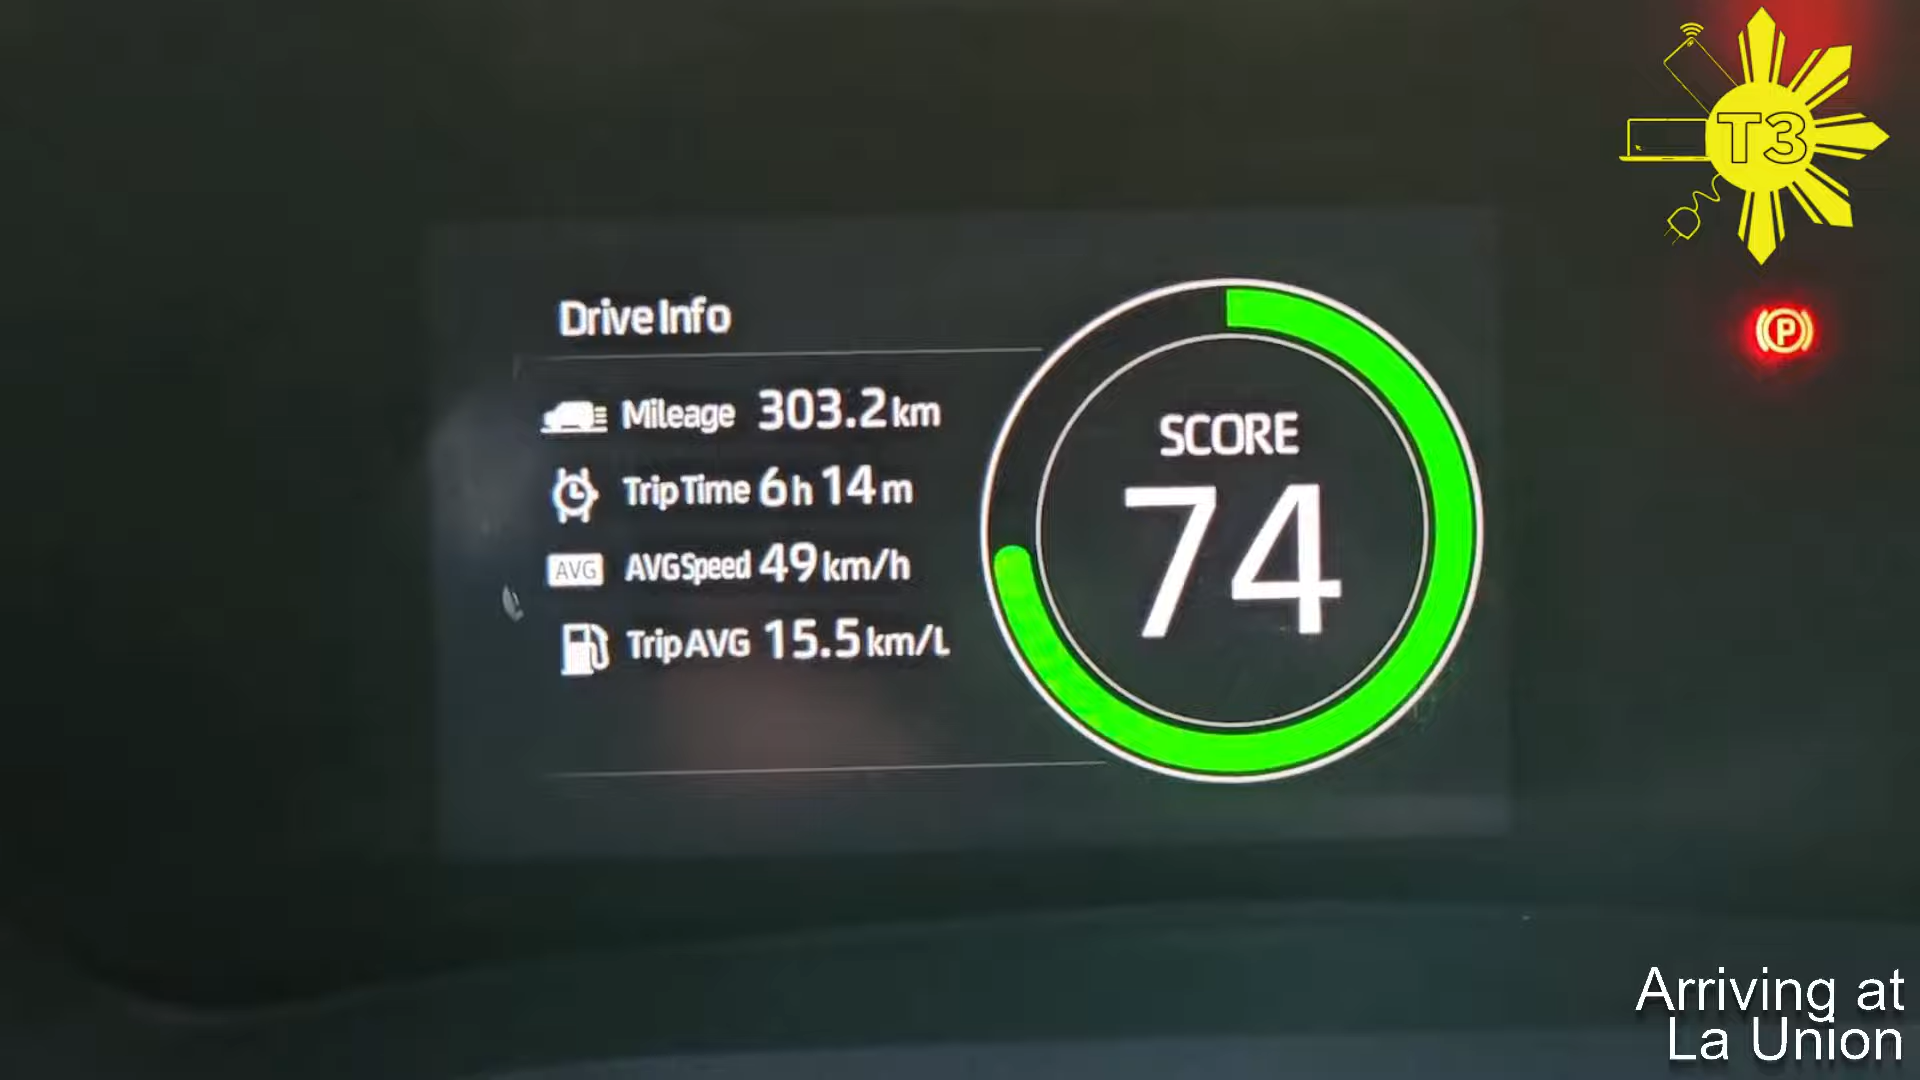 T3
Drive Info
Mileage 303.2 km
Trip Time 6 h 14 m
AVG AVG Speed 49 km/h
Trip AVG 15.5 km/L
SCORE
74
P
Arriving at
La Union